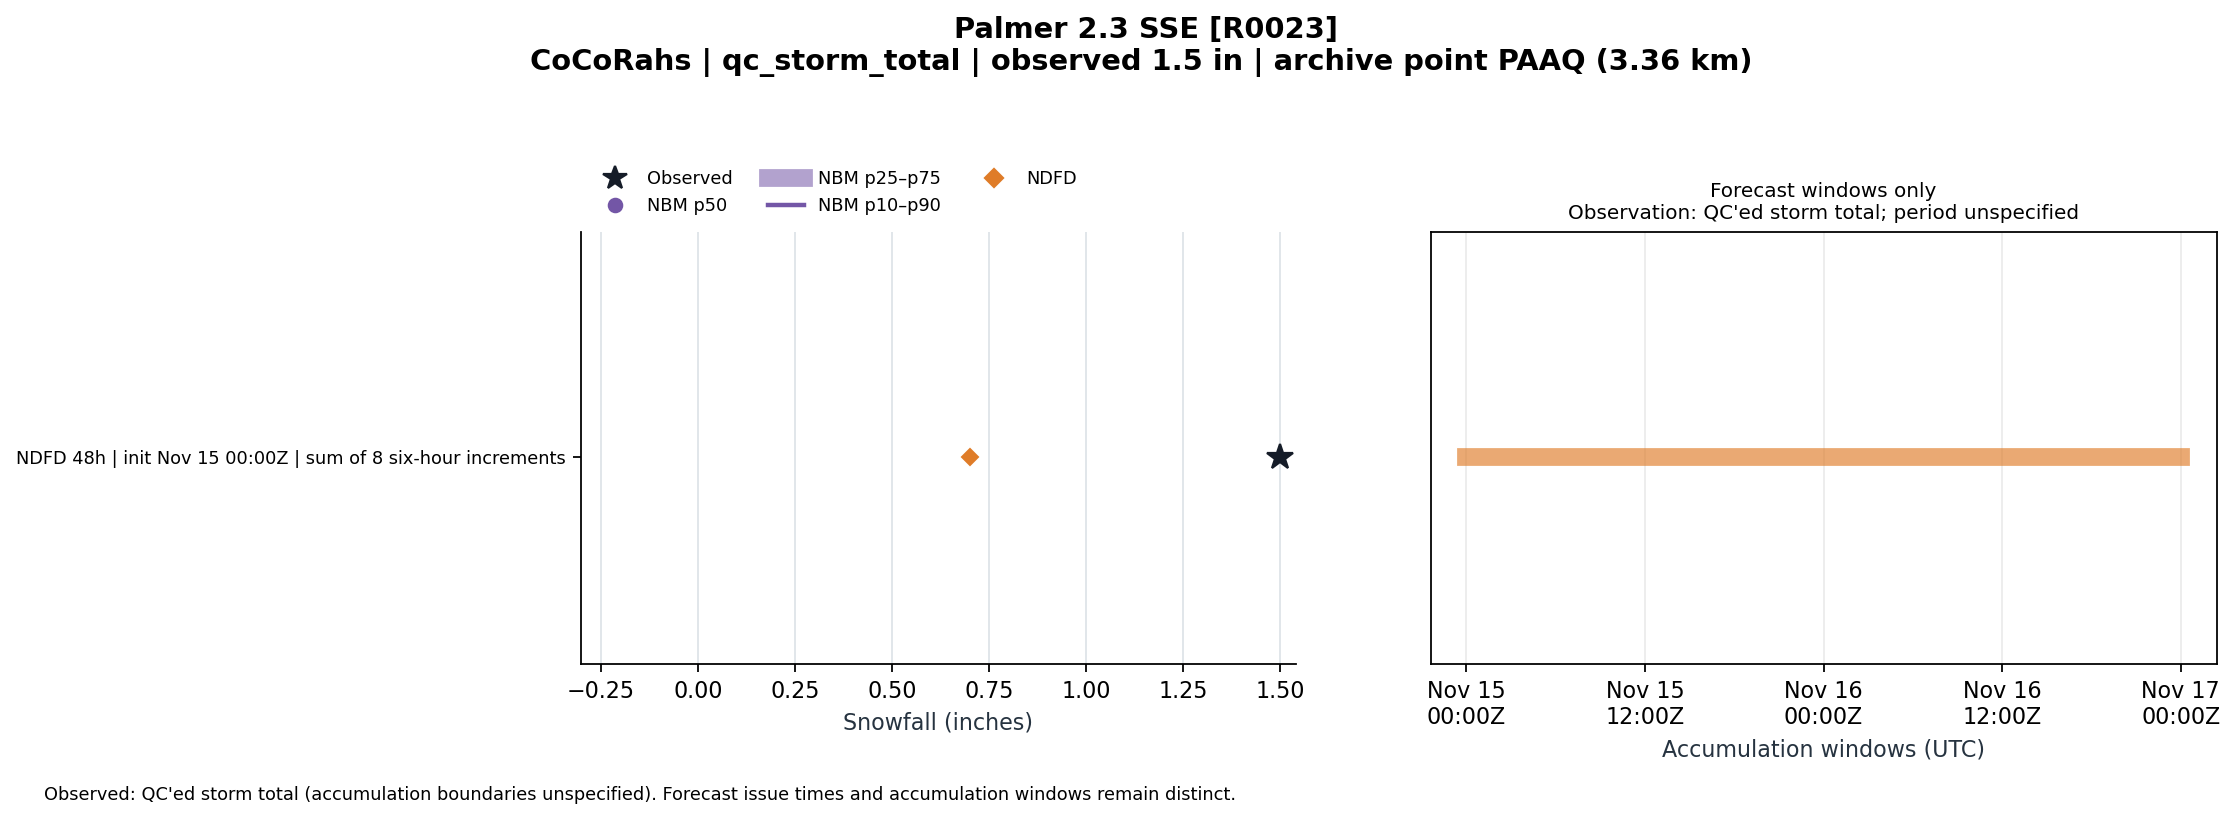 Palmer 2.3 SSE [R0023]
CoCoRahs | qc_storm_total | observed 1.5 in | archive point PAAQ (3.36 km)
Observed
NBM p50
NBM p25–p75
NBM p10–p90
NDFD
Forecast windows only
Observation: QC'ed storm total; period unspecified
NDFD 48h | init Nov 15 00:00Z | sum of 8 six-hour increments
−0.25 0.00 0.25 0.50 0.75 1.00 1.25 1.50
Snowfall (inches)
Nov 15 Nov 15 Nov 16 Nov 16 Nov 17
00:00Z 12:00Z 00:00Z 12:00Z 00:00Z
Accumulation windows (UTC)
Observed: QC'ed storm total (accumulation boundaries unspecified). Forecast issue times and accumulation windows remain distinct.